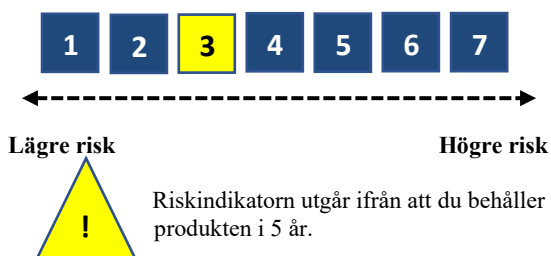 1 2 3 4 5 6 7
Lägre risk Högre risk
! Riskindikatorn utgår ifrån att du behåller
produkten i 5 år.